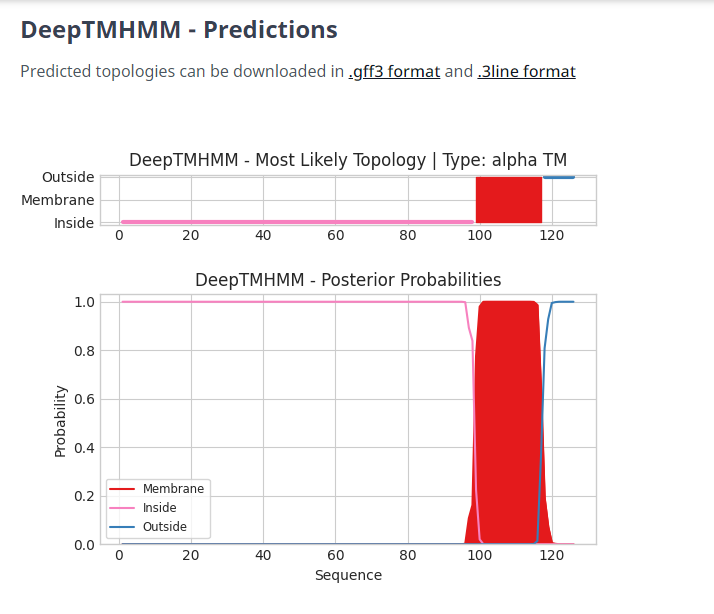 DeepTMHMM - Predictions
Predicted topologies can be downloaded in .gff3 format and .3line format
DeepTMHMM - Most Likely Topology | Type: alpha TM
Outside
Membrane
Inside
0 20 40 60 80 100 120
DeepTMHMM - Posterior Probabilities
1.0
0.8
0.6
0.4
0.2
0.0
Probability
Membrane
Inside
Outside
0 20 40 60 80 100 120
Sequence